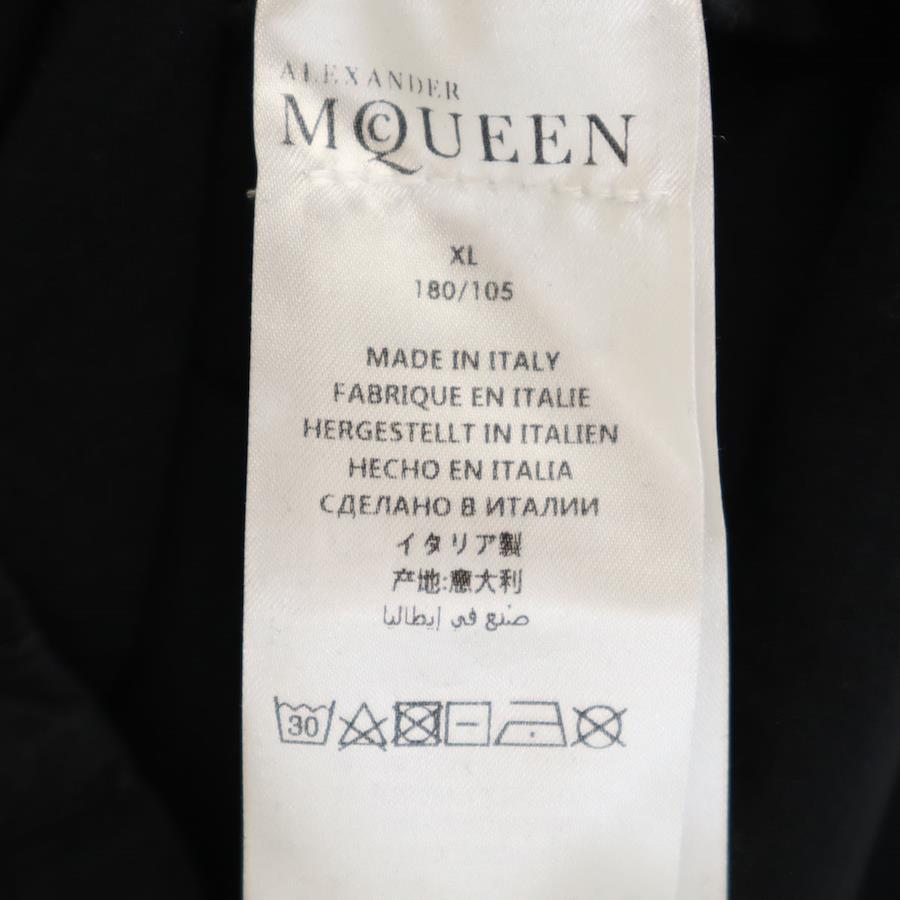 ALEXANDER
McQUEEN
XL
180/105
MADE IN ITALY
FABRIQUE EN ITALIE
HERGESTELLT IN ITALIEN
HECHO EN ITALIA
СДЕЛАНО В ИТАЛИИ
イタリア製
产地:意大利
صنع في إيطاليا
30